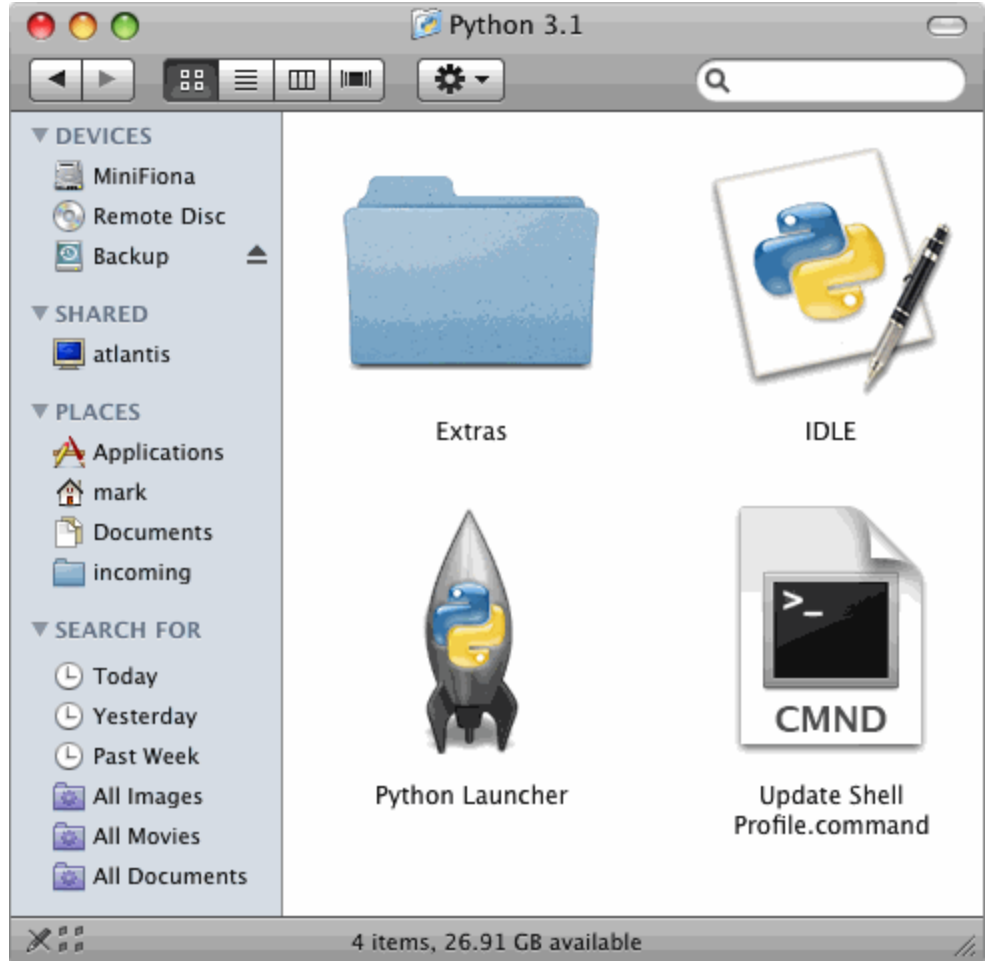 Python 3.1
DEVICES
MiniFiona
Remote Disc
Backup
SHARED
atlantis
PLACES
Applications
mark
Documents
incoming
SEARCH FOR
Today
Yesterday
Past Week
All Images
All Movies
All Documents
Extras
IDLE
Python Launcher
>_
CMND
Update Shell
Profile.command
4 items, 26.91 GB available